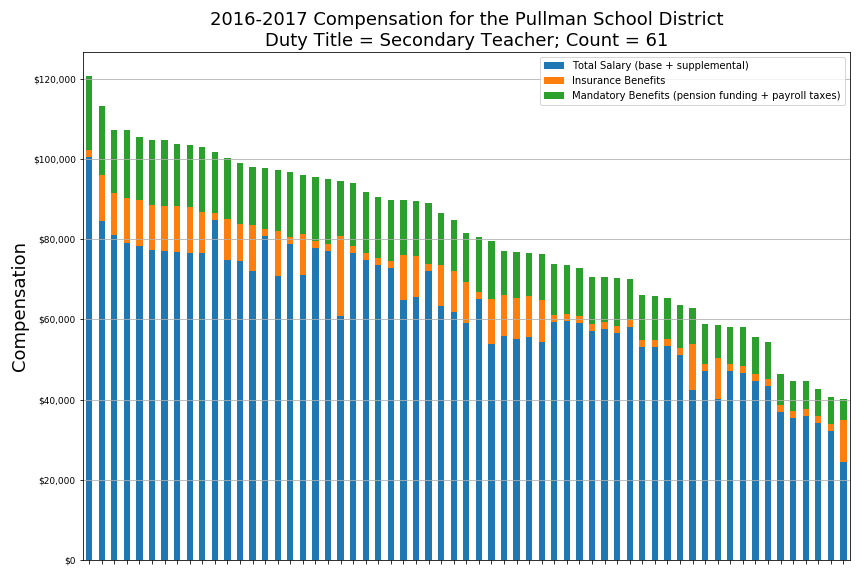 2016-2017 Compensation for the Pullman School District
Duty Title = Secondary Teacher; Count = 61
Total Salary (base + supplemental)
Insurance Benefits
Mandatory Benefits (pension funding + payroll taxes)
Compensation
$120,000
$100,000
$80,000
$60,000
$40,000
$20,000
$0